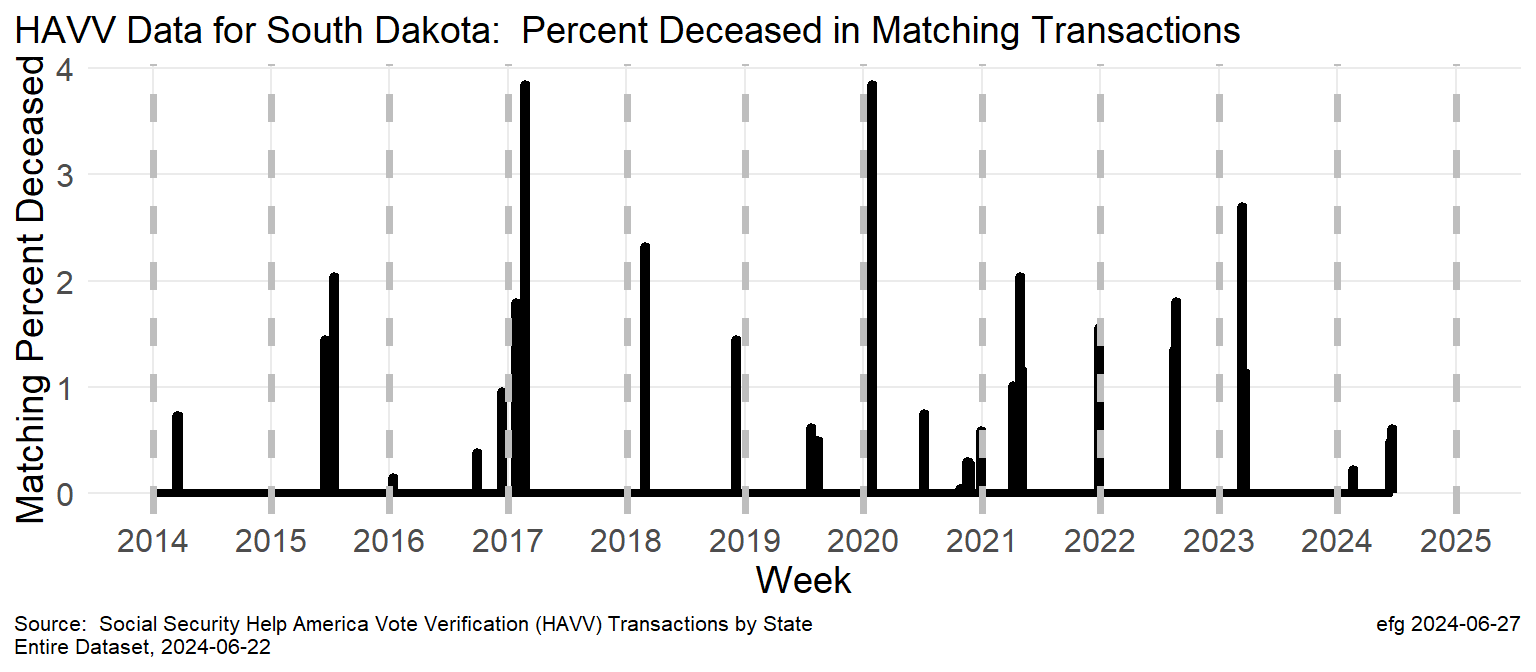 HAVV Data for South Dakota:  Percent Deceased in Matching Transactions
Matching Percent Deceased
4
3
2
1
0
2014 2015 2016 2017 2018 2019 2020 2021 2022 2023 2024 2025
Week
Source:  Social Security Help America Vote Verification (HAVV) Transactions by State
Entire Dataset, 2024-06-22
efg 2024-06-27